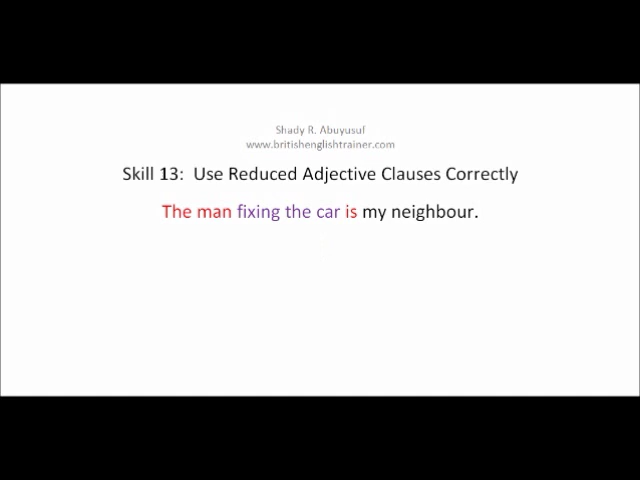 Shady R. Abuyusuf
www.britishenglishtrainer.com
Skill 13: Use Reduced Adjective Clauses Correctly
The man fixing the car is my neighbour.